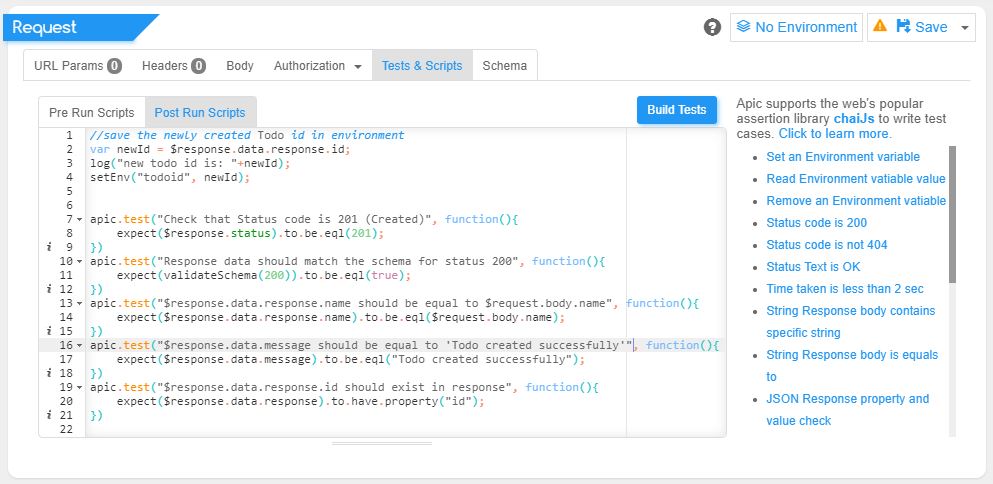 Request
No Environment
Save
URL Params 0 Headers 0 Body Authorization Tests & Scripts Schema
Pre Run Scripts Post Run Scripts
Build Tests
1 //save the newly created Todo id in environment
2 var newId = $response.data.response.id;
3 log("new todo id is: "+newId);
4 setEnv("todoid", newId);
5
6
7 apic.test("Check that Status code is 201 (Created)", function(){
8 expect($response.status).to.be.eql(201);
9 })
10 apic.test("Response data should match the schema for status 200", function(){
11 expect(validateSchema(200)).to.be.eql(true);
12 })
13 apic.test("$response.data.response.name should be equal to $request.body.name", function(){
14 expect($response.data.response.name).to.be.eql($request.body.name);
15 })
16 apic.test("$response.data.message should be equal to 'Todo created successfully'", function(){
17 expect($response.data.message).to.be.eql("Todo created successfully");
18 })
19 apic.test("$response.data.response.id should exist in response", function(){
20 expect($response.data.response).to.have.property("id");
21 })
22
Apic supports the web's popular
assertion library chaiJs to write test
cases. Click to learn more.
Set an Environment variable
Read Environment vatiable value
Remove an Environment vatiable
Status code is 200
Status code is not 404
Status Text is OK
Time taken is less than 2 sec
String Response body contains
specific string
String Response body is equals
to
JSON Response property and
value check